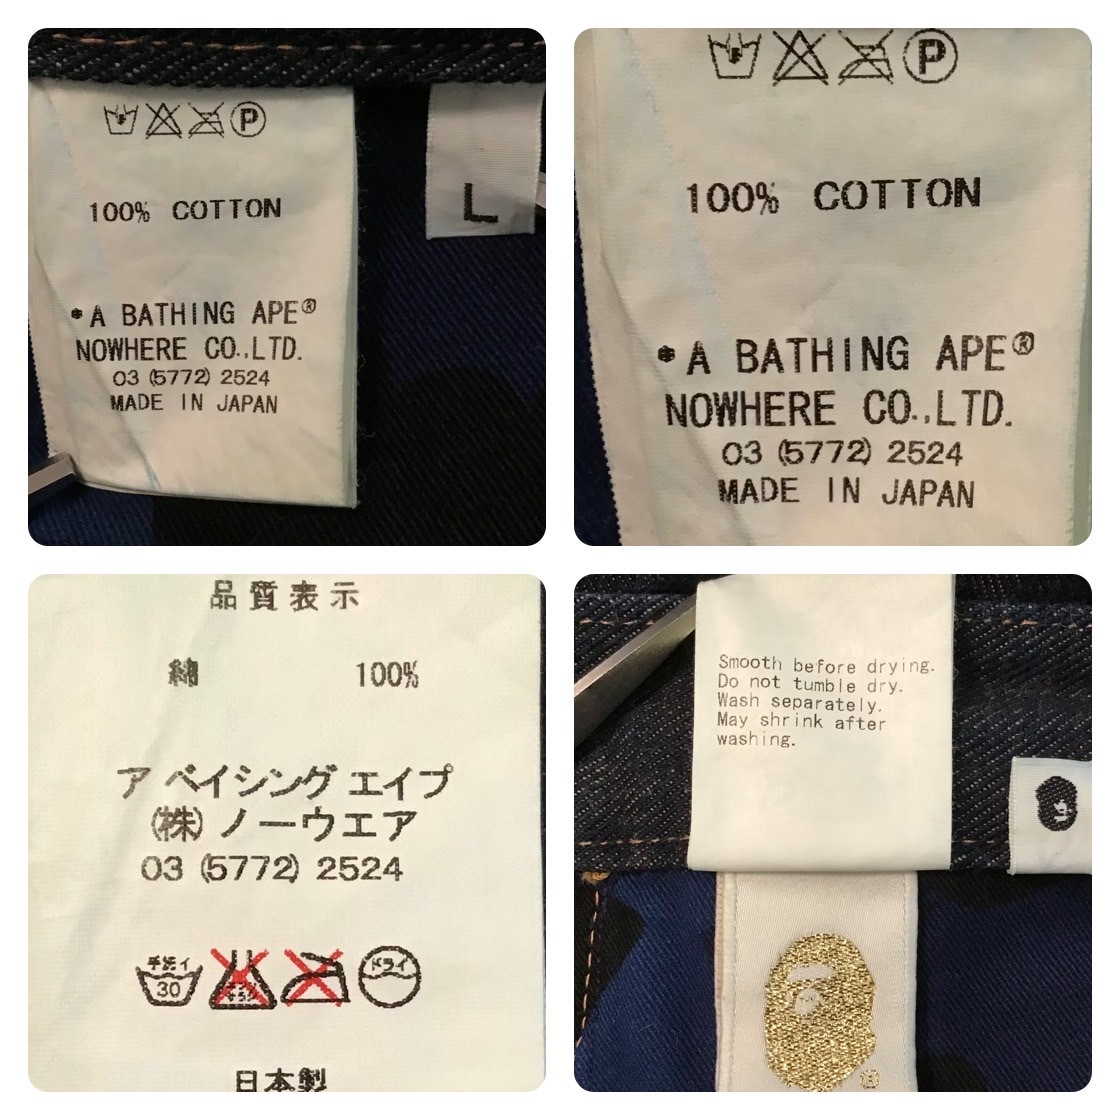 P
100% COTTON
L
*A BATHING APE®
NOWHERE CO.,LTD.
03 (5772) 2524
MADE IN JAPAN
P
100% COTTON
*A BATHING APE®
NOWHERE CO.,LTD.
03 (5772) 2524
MADE IN JAPAN
品質表示
綿 100%
ア ベイシング エイプ
(株) ノーウエア
03 (5772) 2524
手洗イ
30
ドライ
日本製
Smooth before drying.
Do not tumble dry.
Wash separately.
May shrink after
washing.
®